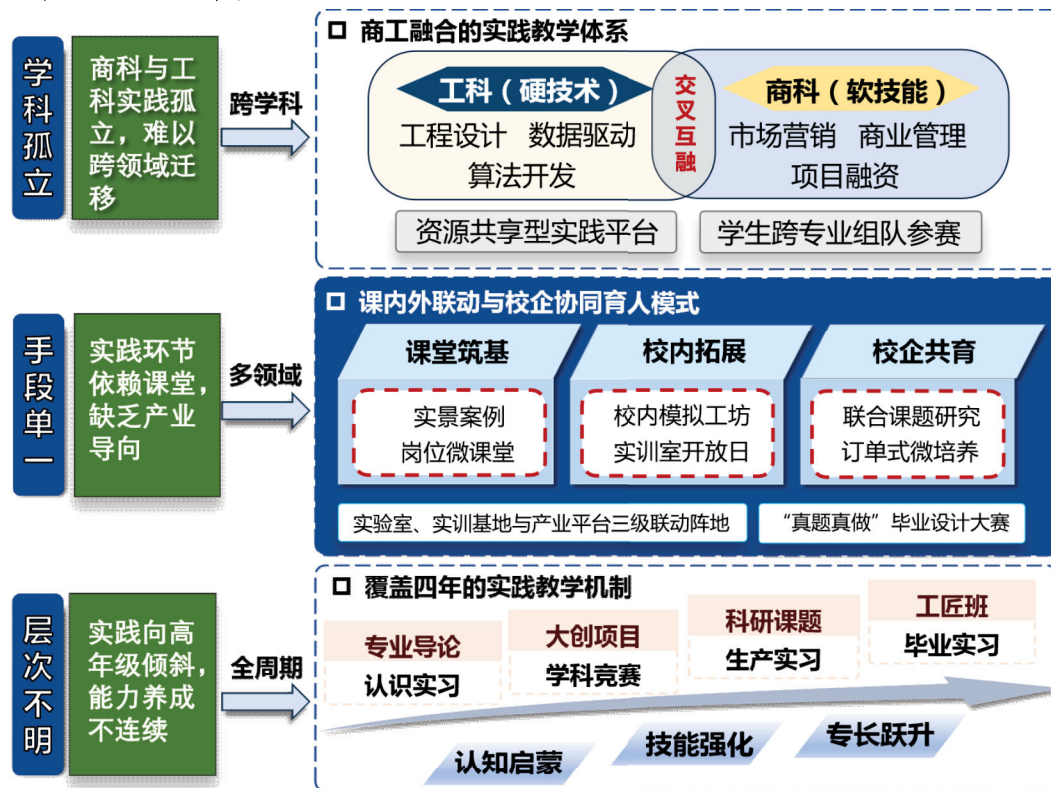 学科孤立
商科与工
科实践孤
立，难以
跨领域迁
移
跨学科
商工融合的实践教学体系
工科（硬技术）
工程设计 数据驱动
算法开发
交叉互融
商科（软技能）
市场营销 商业管理
项目融资
资源共享型实践平台
学生跨专业组队参赛
手段单一
实践环节
依赖课堂，
缺乏产业
导向
多领域
课内外联动与校企协同育人模式
课堂筑基
实景案例
岗位微课堂
校内拓展
校内模拟工坊
实训室开放日
校企共育
联合课题研究
订单式微培养
实验室、实训基地与产业平台三级联动阵地
“真题真做”毕业设计大赛
层次不明
实践向高
年级倾斜，
能力养成
不连续
全周期
覆盖四年的实践教学机制
专业导论
认识实习
大创项目
学科竞赛
科研课题
生产实习
工匠班
毕业实习
认知启蒙
技能强化
专长跃升